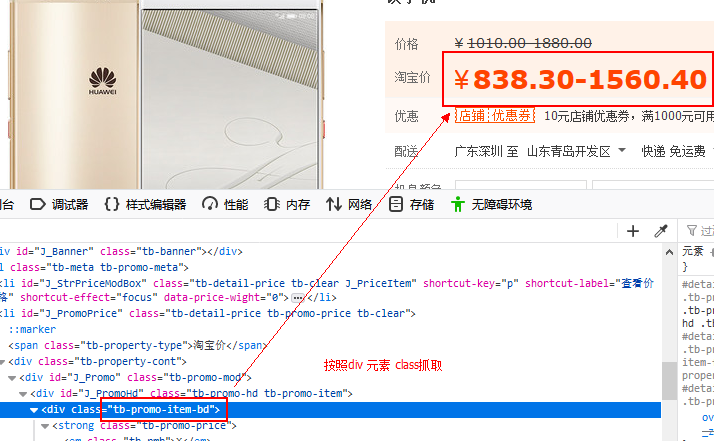 HUAWEI
价格
¥ 1010.00-1880.00
淘宝价
¥838.30-1560.40
优惠
店铺优惠券 10元店铺优惠券，满1000元可用
配送
广东深圳 至 山东青岛开发区 快递 免运费
台 调试器 {} 样式编辑器 性能 内存 网络 存储 无障碍环境
iv id="J_Banner" class="tb-banner"></div>
l class="tb-meta tb-promo-meta">
<li id="J_StrPriceModBox" class="tb-detail-price tb-clear J_PriceItem" shortcut-key="p" shortcut-label="查看价
格" shortcut-effect="focus" data-price-wight="0"></li>
<li id="J_PromoPrice" class="tb-detail-price tb-promo-price tb-clear">
::marker
<span class="tb-property-type">淘宝价</span>
<div class="tb-property-cont">
<div id="J_Promo" class="tb-promo-mod">
<div id="J_PromoHd" class="tb-promo-hd tb-promo-item">
<div class="tb-promo-item-bd">
<strong class="tb-promo-price">
按照div 元素 class抓取
元素
}
#deta
.tb-p
.tb-p
hd .t
#deta
.tb-p
item-
prope
ov